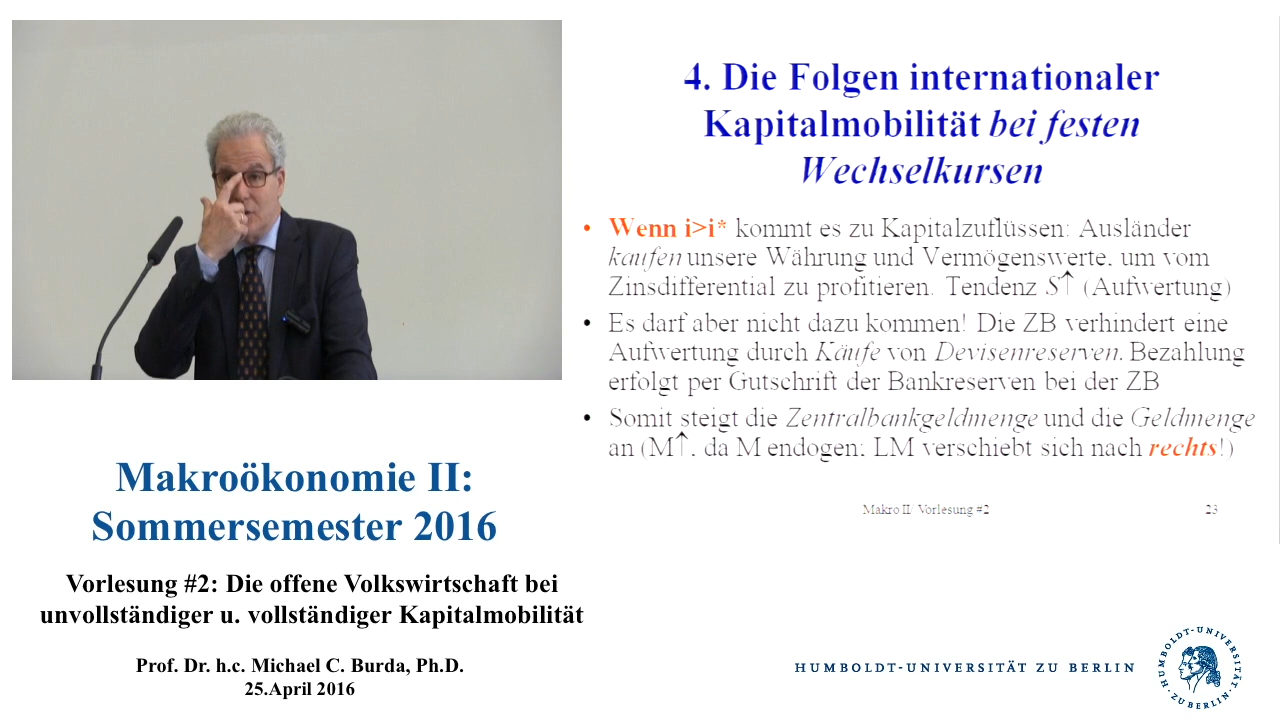 4. Die Folgen internationaler
Kapitalmobilität bei festen
Wechselkursen
• Wenn i>i* kommt es zu Kapitalzuflüssen: Ausländer
kaufen unsere Währung und Vermögenswerte, um vom
Zinsdifferential zu profitieren. Tendenz S↑ (Aufwertung)
• Es darf aber nicht dazu kommen! Die ZB verhindert eine
Aufwertung durch Käufe von Devisenreserven. Bezahlung
erfolgt per Gutschrift der Bankreserven bei der ZB
• Somit steigt die Zentralbankgeldmenge und die Geldmenge
an (M↑, da M endogen; LM verschiebt sich nach rechts!)
Makro II/ Vorlesung #2
23
Makroökonomie II:
Sommersemester 2016
Vorlesung #2: Die offene Volkswirtschaft bei
unvollständiger u. vollständiger Kapitalmobilität
Prof. Dr. h.c. Michael C. Burda, Ph.D.
25.April 2016
HUMBOLDT-UNIVERSITÄT ZU BERLIN
·HUMBOLDT-UNIVERSITÄT·
ZU BERLIN